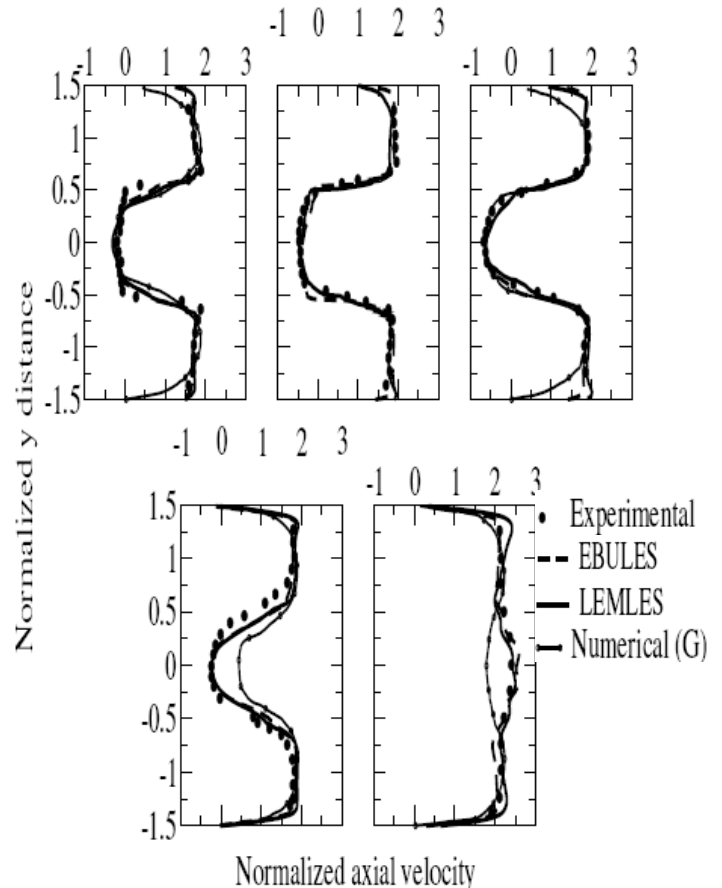 -1 0 1 2 3
-1 0 1 2 3
-1 0 1 2 3
1.5
1
0.5
0
-0.5
-1
-1.5
Normalized y distance
-1 0 1 2 3
-1 0 1 2 3
1.5
1
0.5
0
-0.5
-1
-1.5
Experimental
EBULES
LEMLES
Numerical (G)
Normalized axial velocity